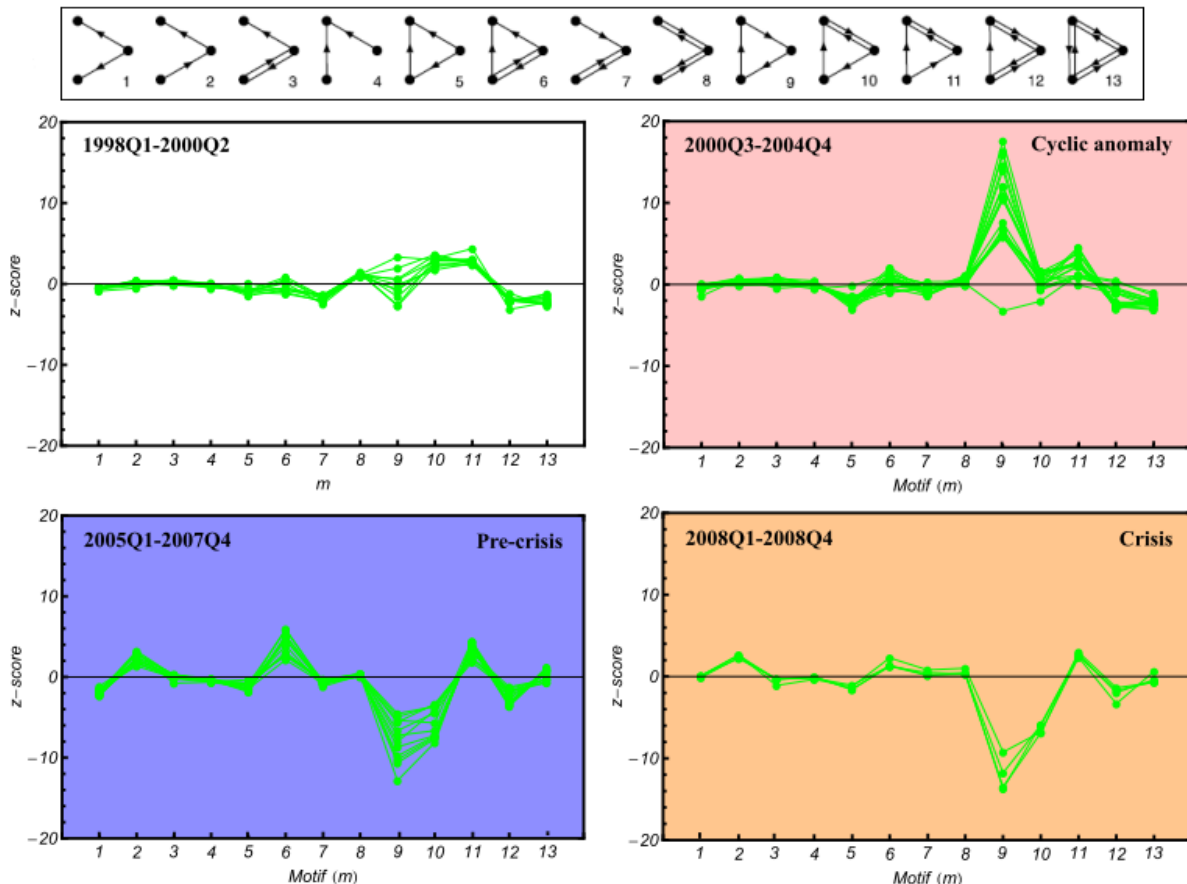 1 2 3 4 5 6 7 8 9 10 11 12 13
20
10
0
−10
−20
z−score
1998Q1-2000Q2
1 2 3 4 5 6 7 8 9 10 11 12 13
m
20
10
0
−10
−20
z−score
2000Q3-2004Q4 Cyclic anomaly
1 2 3 4 5 6 7 8 9 10 11 12 13
Motif (m)
20
10
0
−10
−20
z−score
2005Q1-2007Q4 Pre-crisis
1 2 3 4 5 6 7 8 9 10 11 12 13
Motif (m)
20
10
0
−10
−20
z−score
2008Q1-2008Q4 Crisis
1 2 3 4 5 6 7 8 9 10 11 12 13
Motif (m)